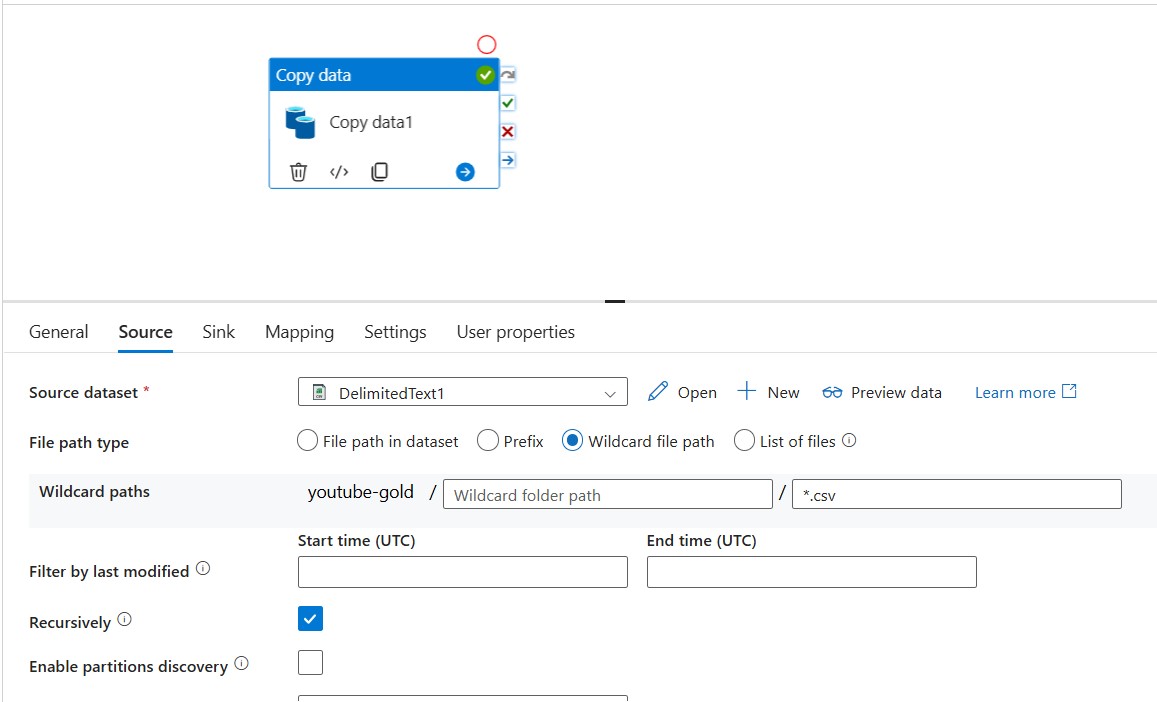 Copy data
Copy data1
General Source Sink Mapping Settings User properties
Source dataset * DelimitedText1 Open New Preview data Learn more
File path type File path in dataset Prefix Wildcard file path List of files
Wildcard paths youtube-gold / Wildcard folder path / *.csv
Start time (UTC) End time (UTC)
Filter by last modified
Recursively
Enable partitions discovery